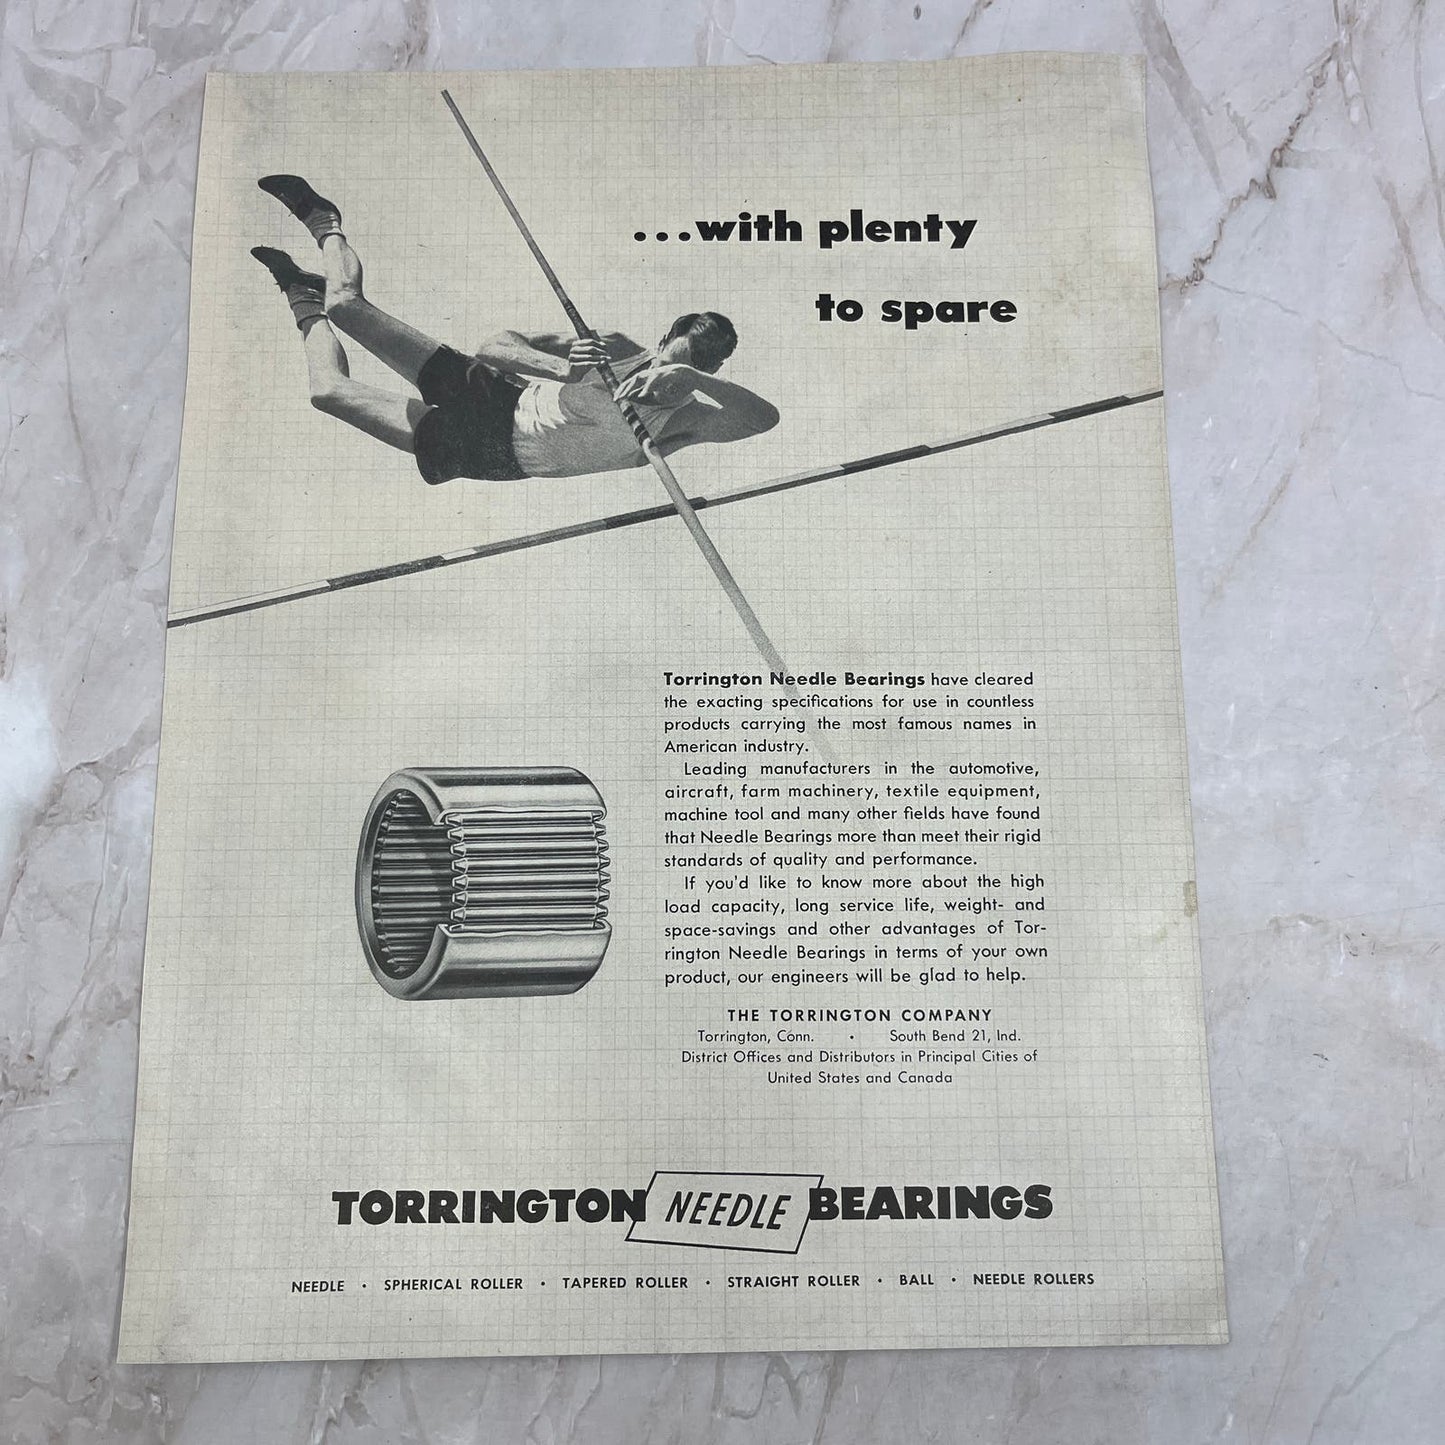 ...with plenty
to spare
Torrington Needle Bearings have cleared
the exacting specifications for use in countless
products carrying the most famous names in
American industry.
Leading manufacturers in the automotive,
aircraft, farm machinery, textile equipment,
machine tool and many other fields have found
that Needle Bearings more than meet their rigid
standards of quality and performance.
If you'd like to know more about the high
load capacity, long service life, weight- and
space-savings and other advantages of Tor-
rington Needle Bearings in terms of your own
product, our engineers will be glad to help.
THE TORRINGTON COMPANY
Torrington, Conn. • South Bend 21, Ind.
District Offices and Distributors in Principal Cities of
United States and Canada
TORRINGTON NEEDLE BEARINGS
NEEDLE • SPHERICAL ROLLER • TAPERED ROLLER • STRAIGHT ROLLER • BALL • NEEDLE ROLLERS